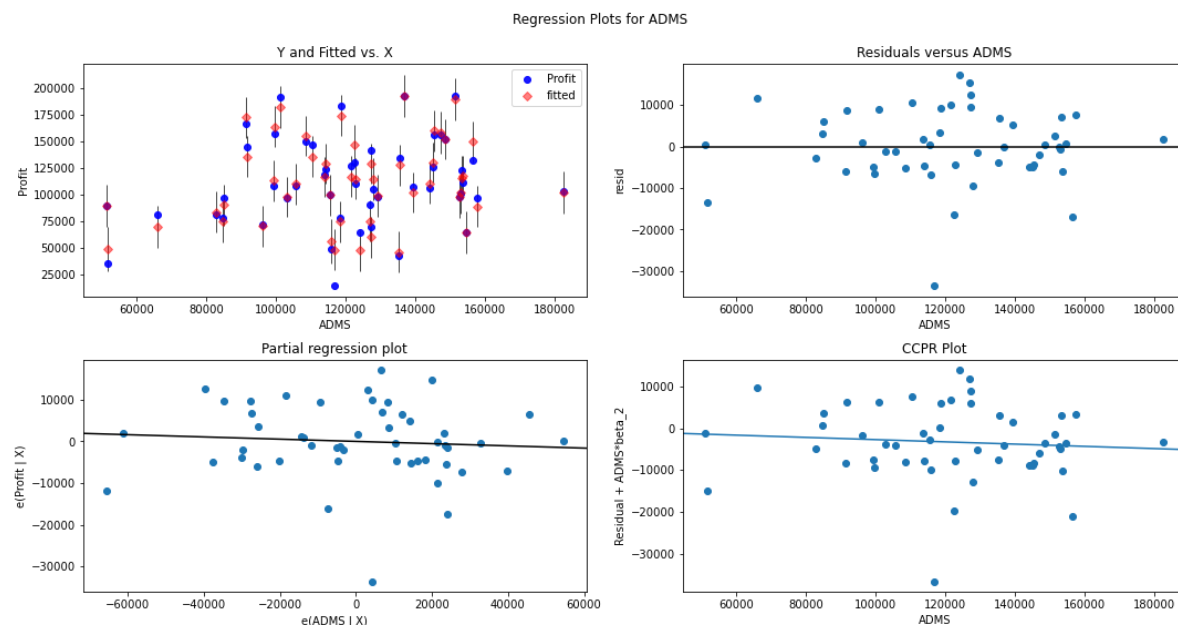 Regression Plots for ADMS
Y and Fitted vs. X
Profit
fitted
200000
175000
150000
125000
100000
75000
50000
25000
Profit
60000 80000 100000 120000 140000 160000 180000
ADMS
Residuals versus ADMS
10000
0
−10000
−20000
−30000
resid
60000 80000 100000 120000 140000 160000 180000
ADMS
Partial regression plot
10000
0
−10000
−20000
−30000
e(Profit | X)
−60000 −40000 −20000 0 20000 40000 60000
e(ADMS | X)
CCPR Plot
10000
0
−10000
−20000
−30000
Residual + ADMS*beta_2
60000 80000 100000 120000 140000 160000 180000
ADMS